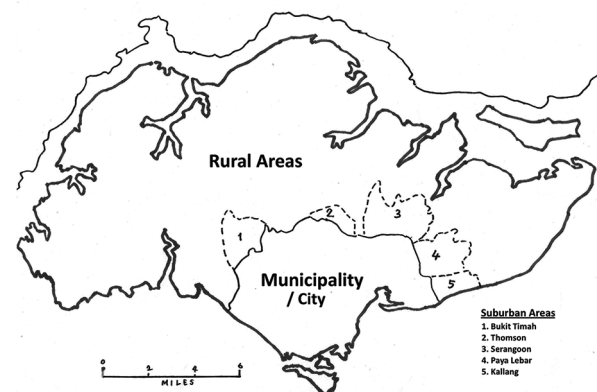 Rural Areas
1
2
3
4
5
Municipality
/ City
0 2 4 6
MILES
Suburban Areas
1. Bukit Timah
2. Thomson
3. Serangoon
4. Paya Lebar
5. Kallang